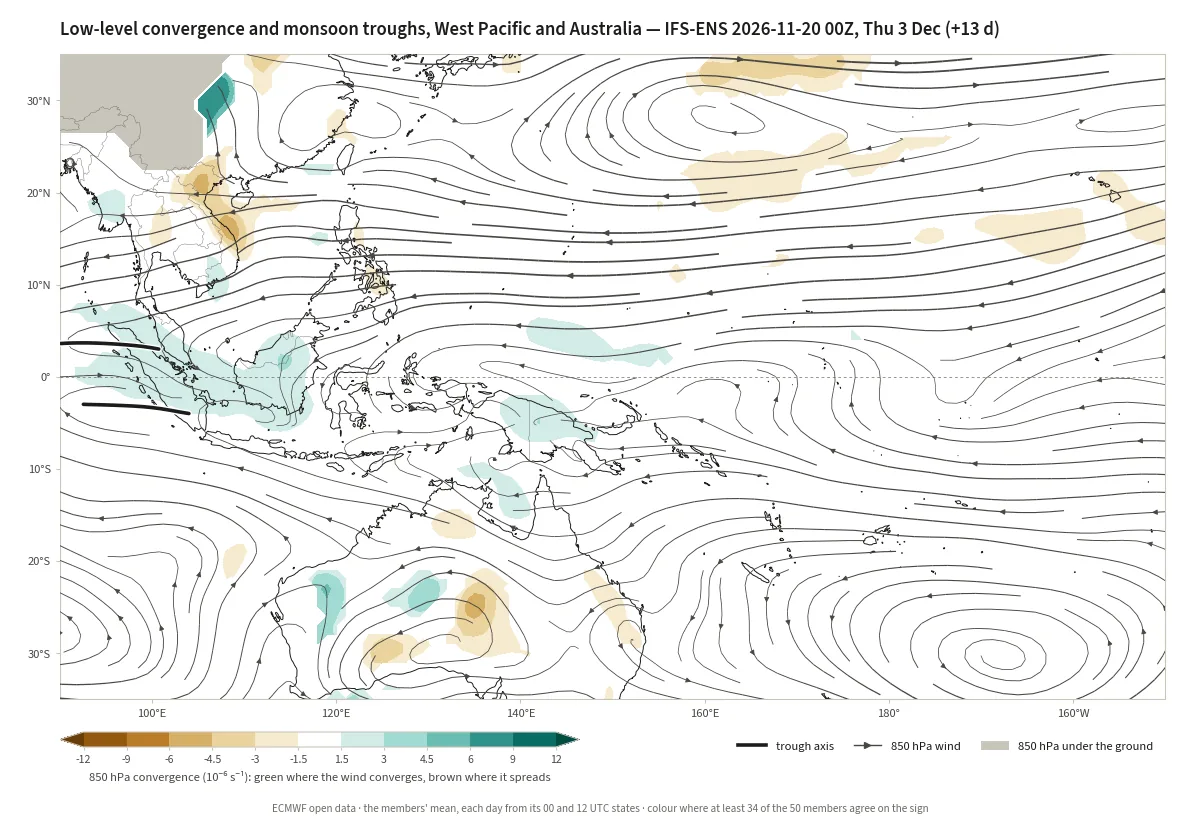 Low-level convergence and monsoon troughs, West Pacific and Australia — IFS-ENS 2026-11-20 00Z, Thu 3 Dec (+13 d)
30°N
20°N
10°N
0°
10°S
20°S
30°S
100°E 120°E 140°E 160°E 180° 160°W
-12 -9 -6 -4.5 -3 -1.5 1.5 3 4.5 6 9 12
850 hPa convergence (10⁻⁶ s⁻¹): green where the wind converges, brown where it spreads
trough axis 850 hPa wind 850 hPa under the ground
ECMWF open data · the members' mean, each day from its 00 and 12 UTC states · colour where at least 34 of the 50 members agree on the sign